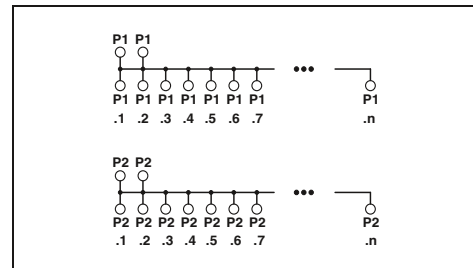 P1 P1
P1 P1 P1 P1 P1 P1 P1 P1
.1 .2 .3 .4 .5 .6 .7 .n
P2 P2
P2 P2 P2 P2 P2 P2 P2 P2
.1 .2 .3 .4 .5 .6 .7 .n